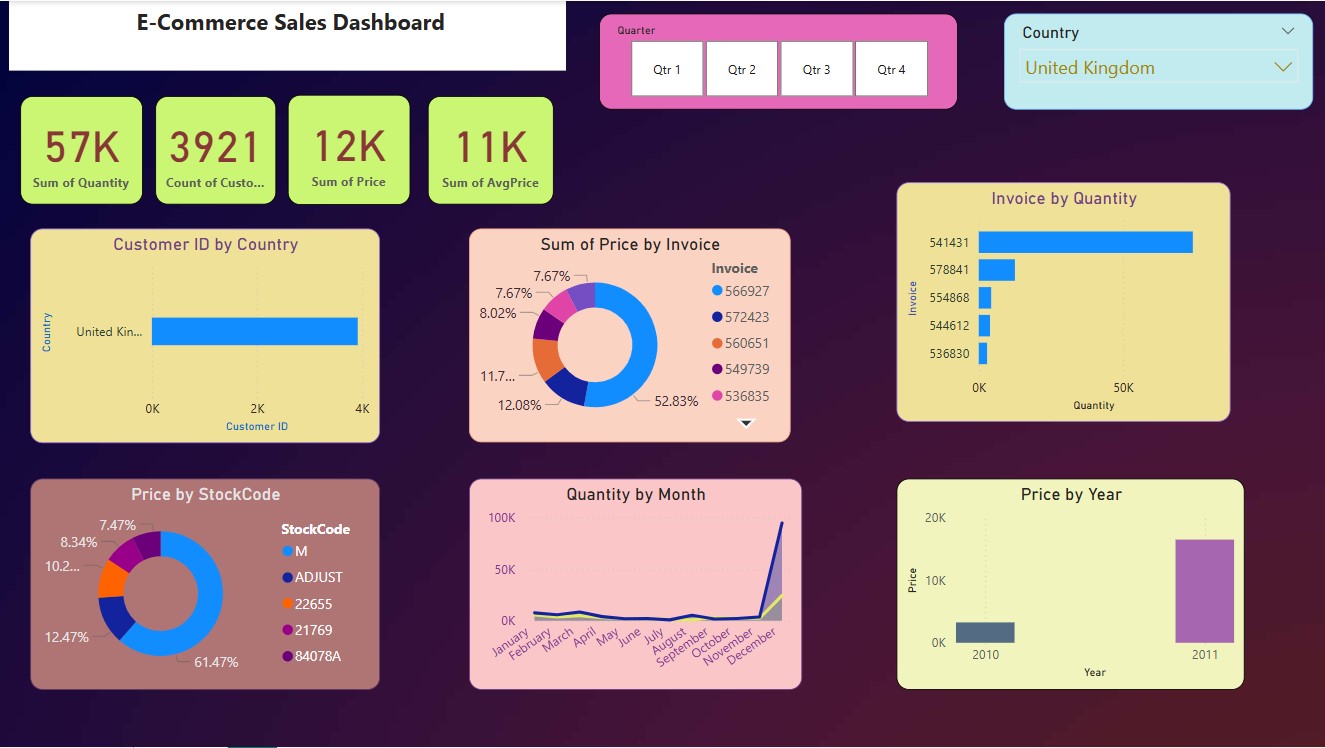 E-Commerce Sales Dashboard
Quarter
Qtr 1
Qtr 2
Qtr 3
Qtr 4
Country
United Kingdom
57K
Sum of Quantity
3921
Count of Custo...
12K
Sum of Price
11K
Sum of AvgPrice
Customer ID by Country
Country
United Kin...
0K
2K
4K
Customer ID
Sum of Price by Invoice
7.67%
7.67%
8.02%
11.7...
12.08%
52.83%
Invoice
566927
572423
560651
549739
536835
Invoice by Quantity
Invoice
541431
578841
554868
544612
536830
0K
50K
Quantity
Price by StockCode
7.47%
8.34%
10.2...
12.47%
61.47%
StockCode
M
ADJUST
22655
21769
84078A
Quantity by Month
100K
50K
0K
January
February
March
April
May
June
July
August
September
October
November
December
Price by Year
Price
20K
10K
0K
2010
2011
Year